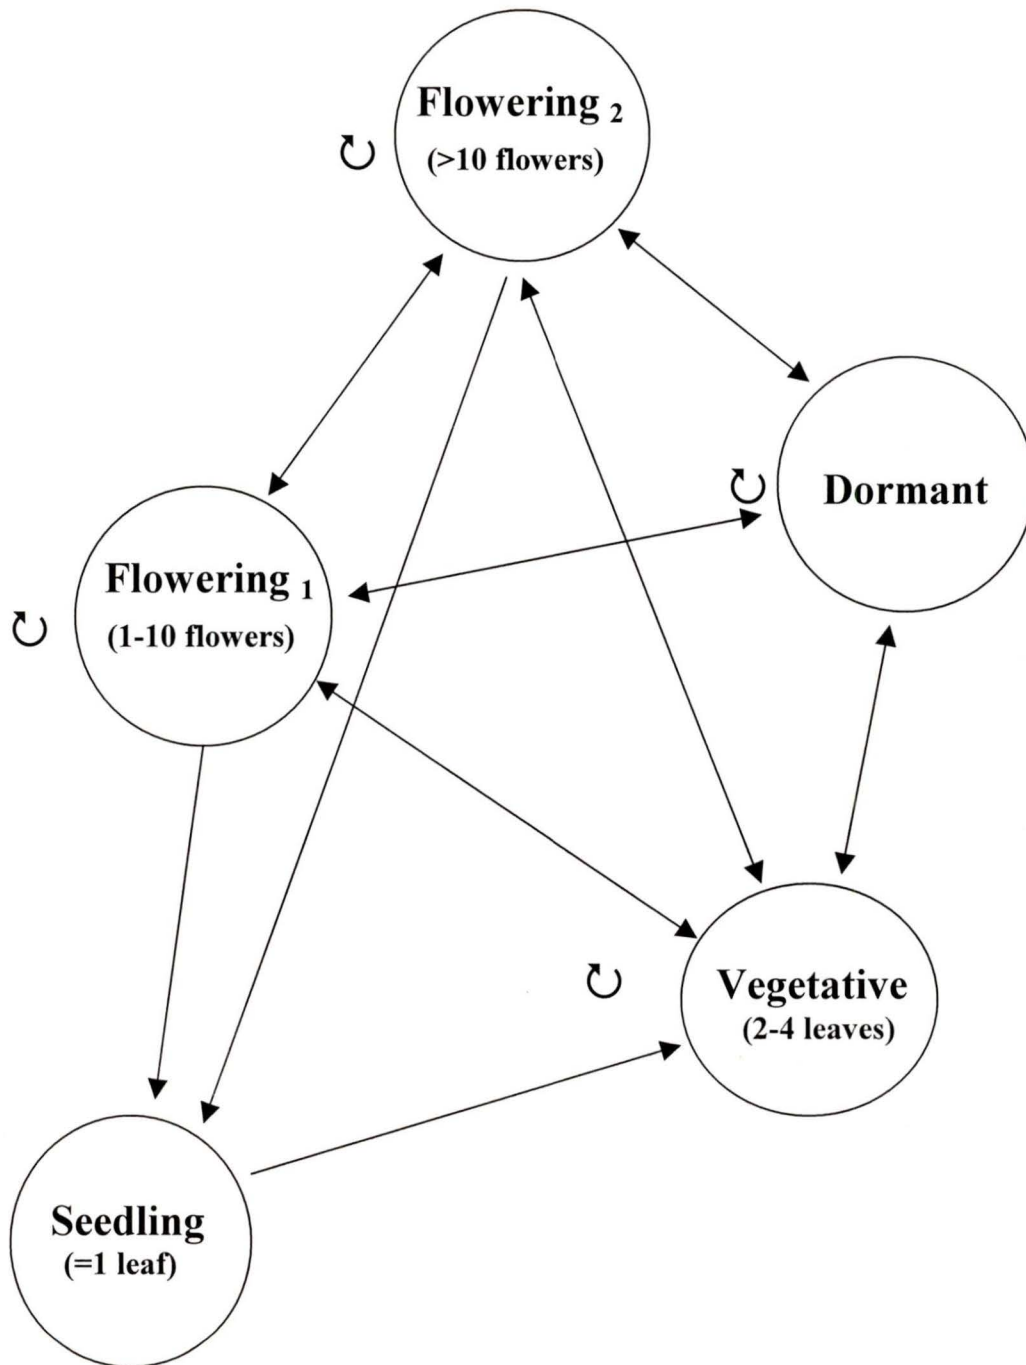 Flowering 2
(>10 flowers)
Dormant
Flowering 1
(1-10 flowers)
Vegetative
(2-4 leaves)
Seedling
(=1 leaf)